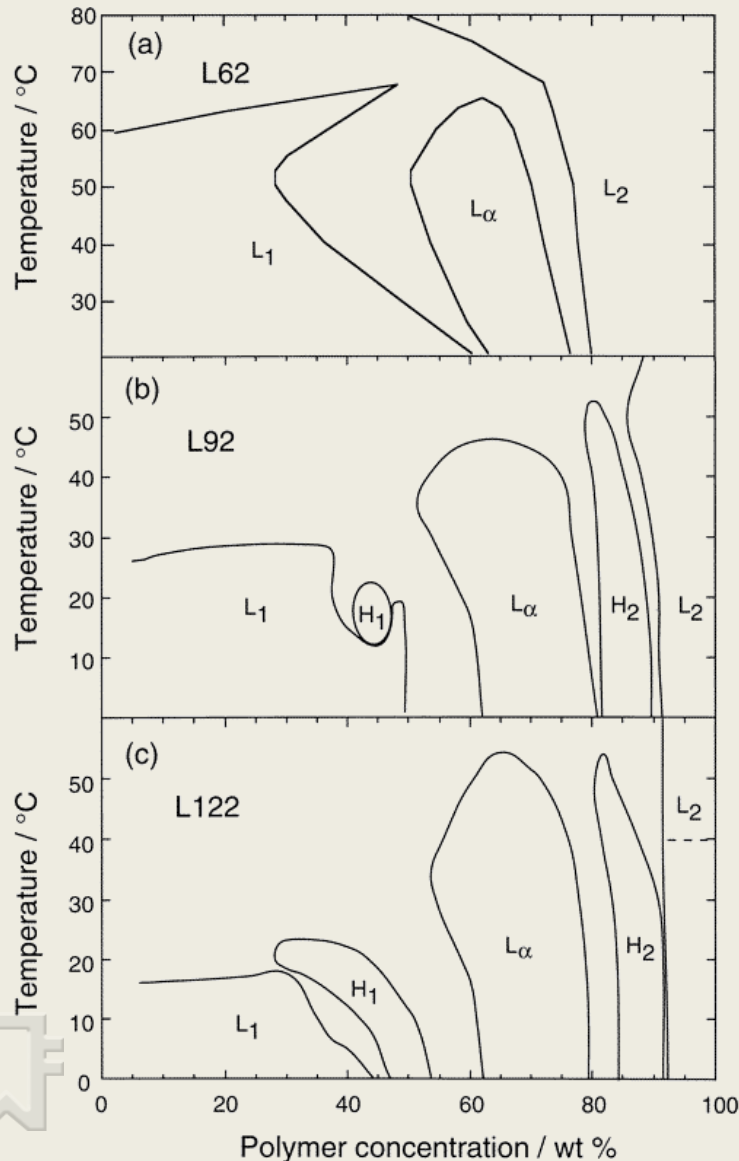 (a)
L62
80
70
60
50
40
30
Temperature / °C
L1
Lα
L2
(b)
L92
50
40
30
20
10
Temperature / °C
L1
H1
Lα
H2
L2
(c)
L122
50
40
30
20
10
0
Temperature / °C
L1
H1
Lα
H2
L2
0 20 40 60 80 100
Polymer concentration / wt %